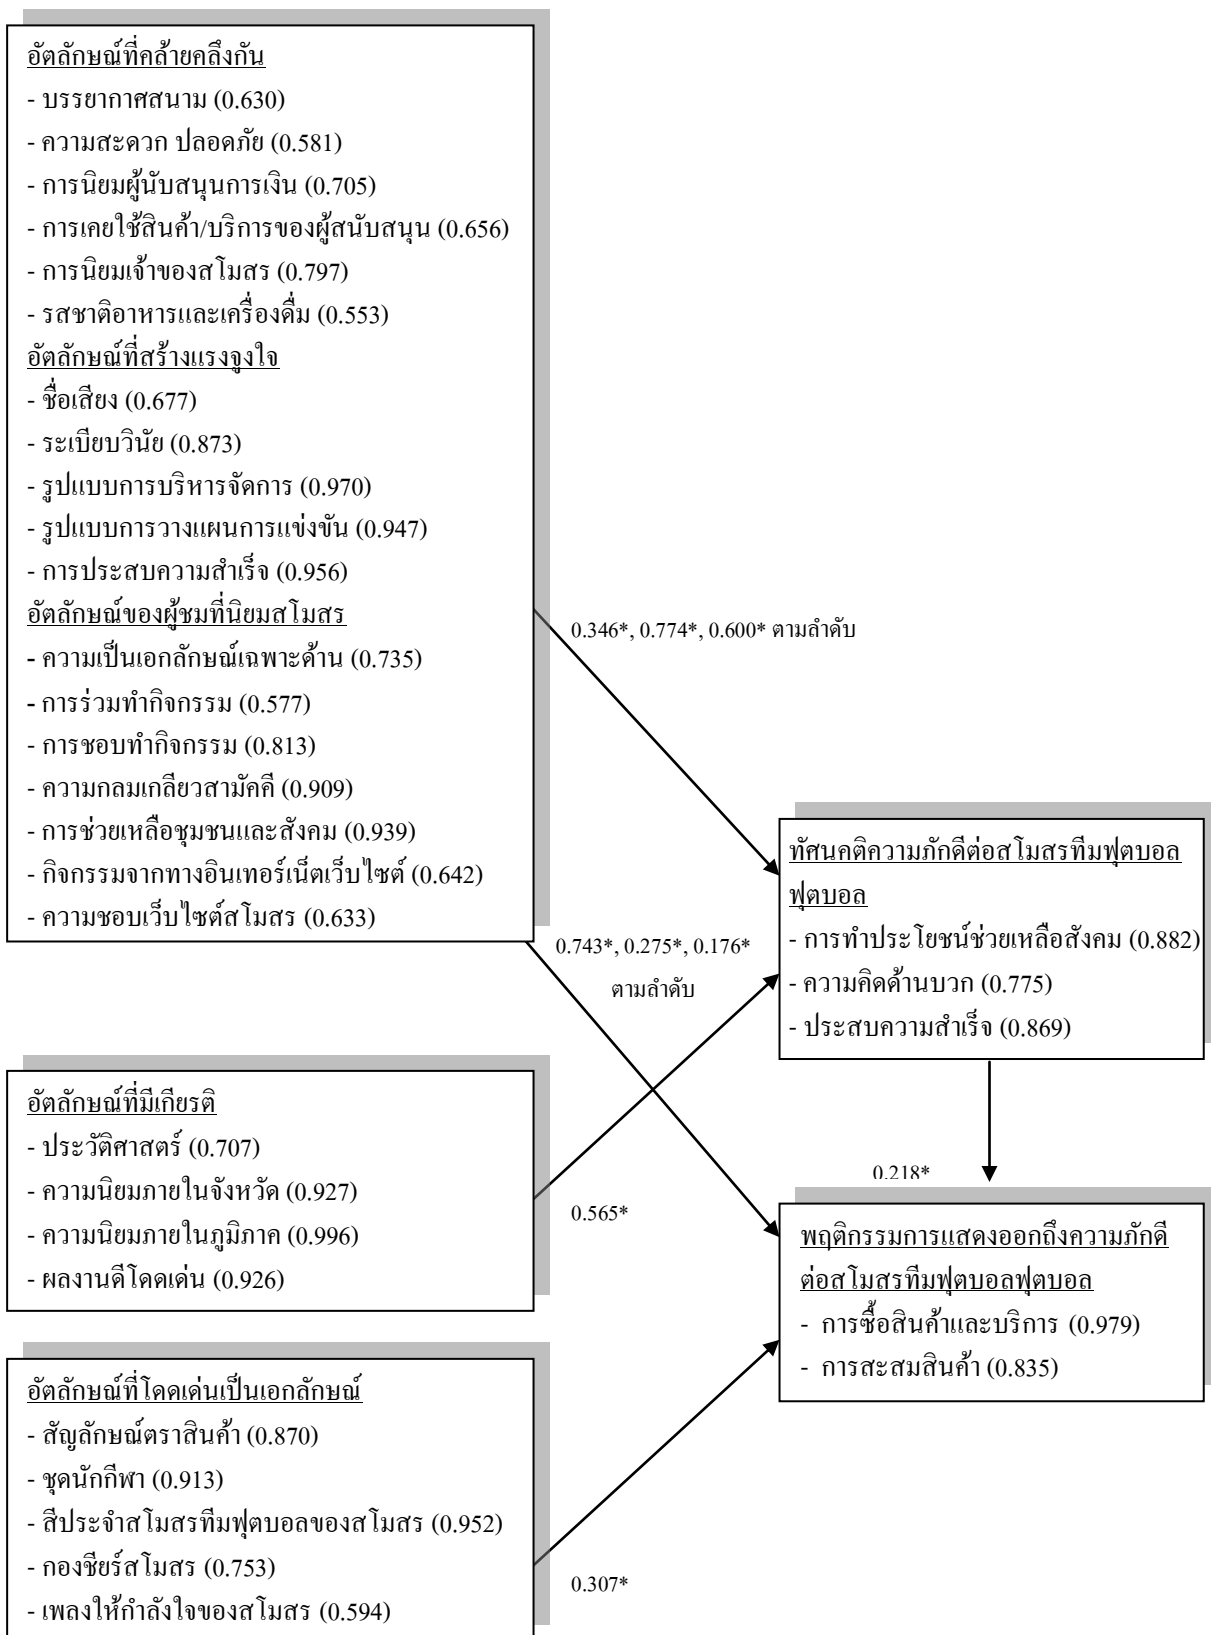 อัตลักษณ์ที่คล้ายคลึงกัน
- บรรยากาศสนาม (0.630)
- ความสะดวก ปลอดภัย (0.581)
- การนิยมผู้นับสนุนการเงิน (0.705)
- การเคยใช้สินค้า/บริการของผู้สนับสนุน (0.656)
- การนิยมเจ้าของสโมสร (0.797)
- รสชาติอาหารและเครื่องดื่ม (0.553)
อัตลักษณ์ที่สร้างแรงจูงใจ
- ชื่อเสียง (0.677)
- ระเบียบวินัย (0.873)
- รูปแบบการบริหารจัดการ (0.970)
- รูปแบบการวางแผนการแข่งขัน (0.947)
- การประสบความสำเร็จ (0.956)
อัตลักษณ์ของผู้ชมที่นิยมสโมสร
- ความเป็นเอกลักษณ์เฉพาะด้าน (0.735)
- การร่วมทำกิจกรรม (0.577)
- การชอบทำกิจกรรม (0.813)
- ความกลมเกลียวสามัคคี (0.909)
- การช่วยเหลือชุมชนและสังคม (0.939)
- กิจกรรมจากทางอินเทอร์เน็ตเว็บไซต์ (0.642)
- ความชอบเว็บไซต์สโมสร (0.633)
0.346*, 0.774*, 0.600* ตามลำดับ
0.743*, 0.275*, 0.176*
ตามลำดับ
ทัศนคติความภักดีต่อสโมสรทีมฟุตบอล
ฟุตบอล
- การทำประโยชน์ช่วยเหลือสังคม (0.882)
- ความคิดด้านบวก (0.775)
- ประสบความสำเร็จ (0.869)
อัตลักษณ์ที่มีเกียรติ
- ประวัติศาสตร์ (0.707)
- ความนิยมภายในจังหวัด (0.927)
- ความนิยมภายในภูมิภาค (0.996)
- ผลงานดีโดดเด่น (0.926)
0.565*
0.218*
พฤติกรรมการแสดงออกถึงความภักดี
ต่อสโมสรทีมฟุตบอลฟุตบอล
- การซื้อสินค้าและบริการ (0.979)
- การสะสมสินค้า (0.835)
อัตลักษณ์ที่โดดเด่นเป็นเอกลักษณ์
- สัญลักษณ์ตราสินค้า (0.870)
- ชุดนักกีฬา (0.913)
- สีประจำสโมสรทีมฟุตบอลของสโมสร (0.952)
- กองเชียร์สโมสร (0.753)
- เพลงให้กำลังใจของสโมสร (0.594)
0.307*